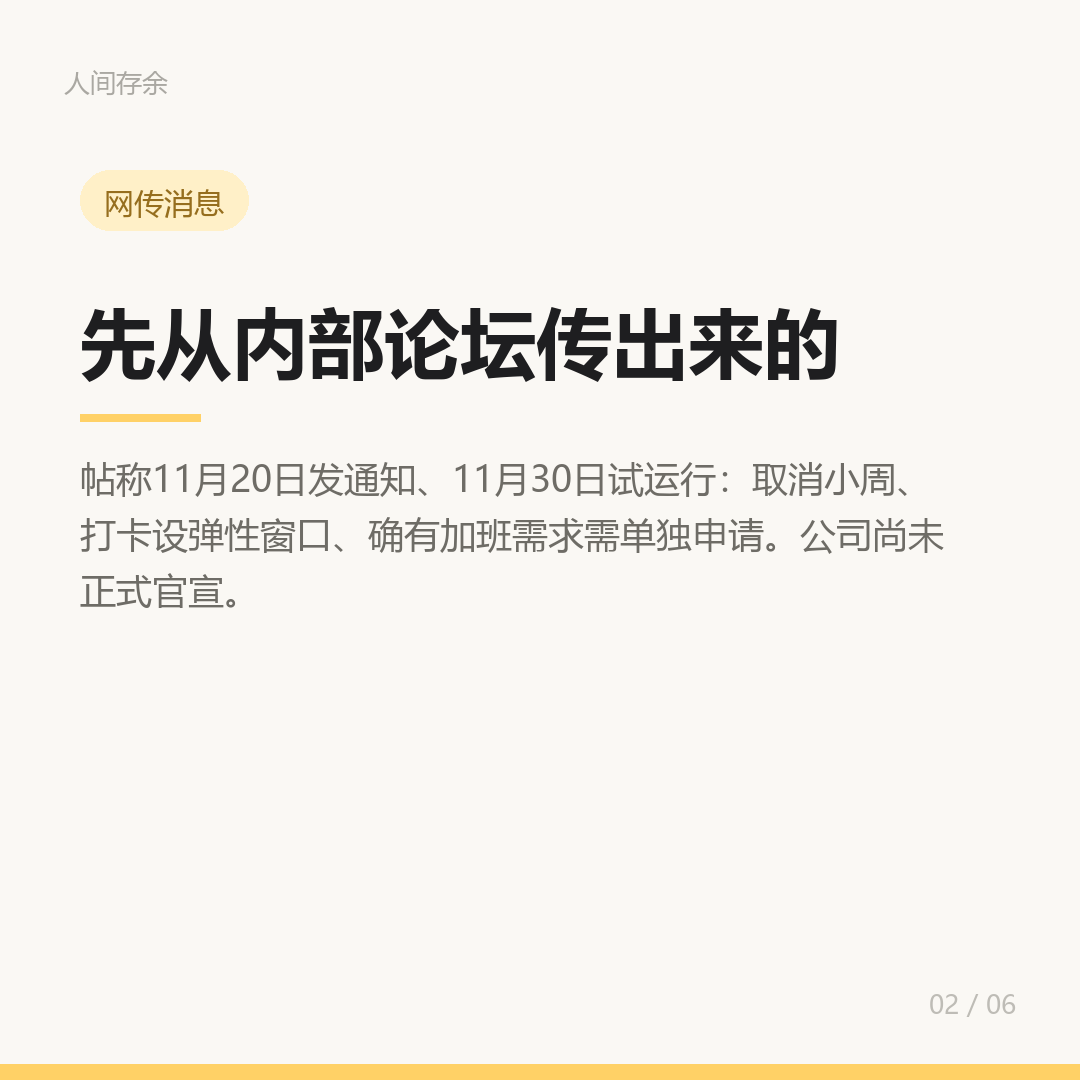 人间存余
网传消息
先从内部论坛传出来的
帖称11月20日发通知、11月30日试运行：取消小周、
打卡设弹性窗口、确有加班需求需单独申请。公司尚未
正式官宣。
02 / 06